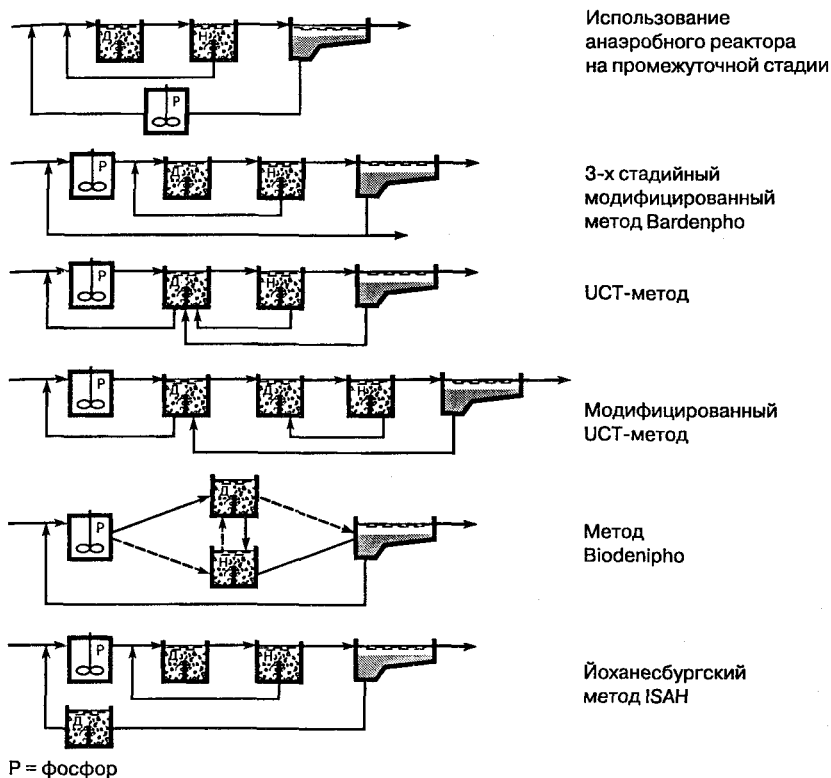 Д
Н
Р
Использование
анаэробного реактора
на промежуточной стадии
Р
Д
Н
3-х стадийный
модифицированный
метод Bardenpho
Р
Д
Н
UCT-метод
Р
Д
Д
Н
Модифицированный
UCT-метод
Р
Д
Н
Метод
Biodenipho
Р
Д
Н
Д
Йоханесбургский
метод ISAH
Р = фосфор